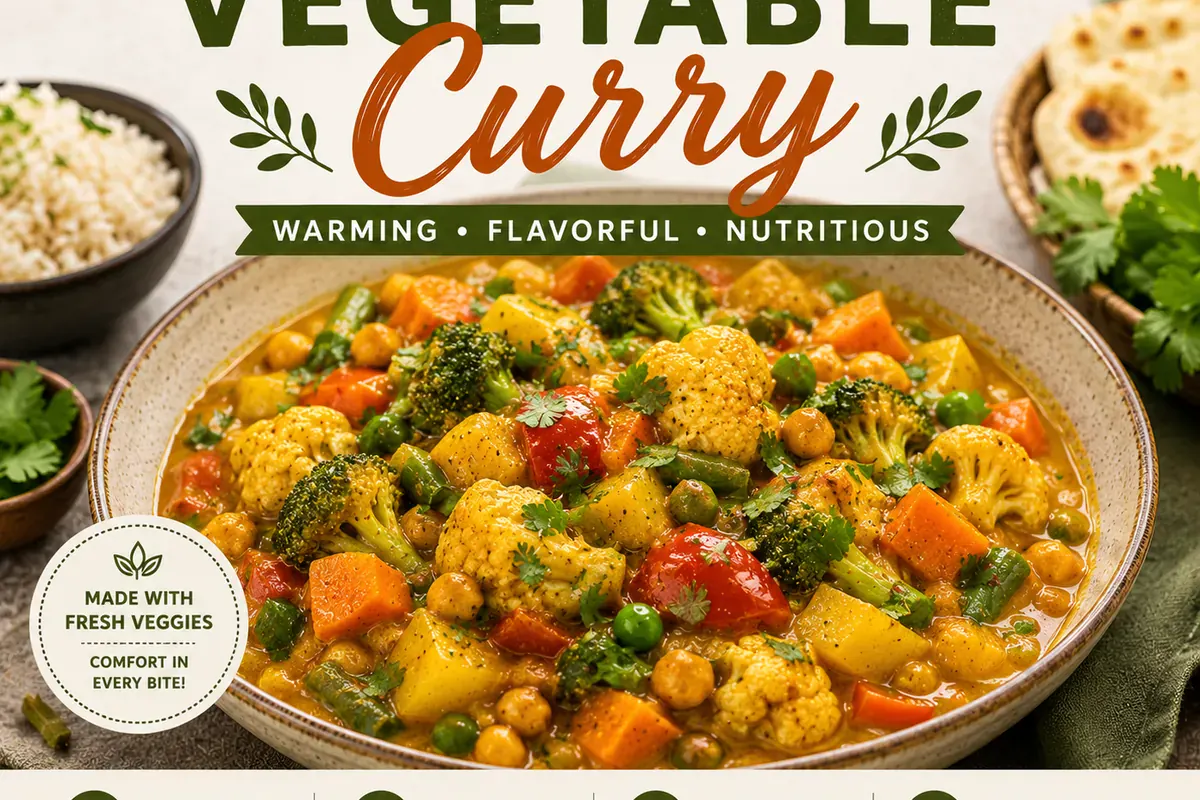 VEGETABLE
Curry
WARMING • FLAVORFUL • NUTRITIOUS
MADE WITH
FRESH VEGGIES
COMFORT IN
EVERY BITE!